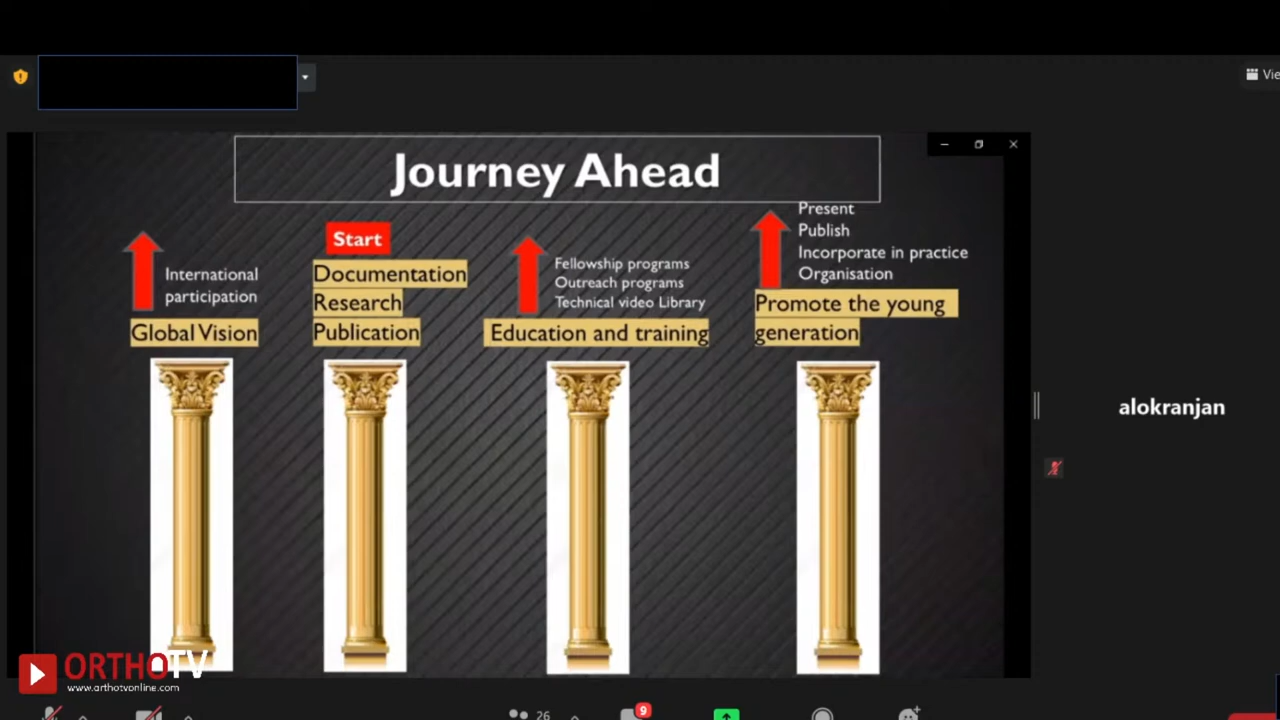 Vie
Journey Ahead
International
participation
Global Vision
Start
Documentation
Research
Publication
Fellowship programs
Outreach programs
Technical video Library
Education and training
Present
Publish
Incorporate in practice
Organisation
Promote the young
generation
alokranjan
ORTHOTV
www.orthotvonline.com
26
9